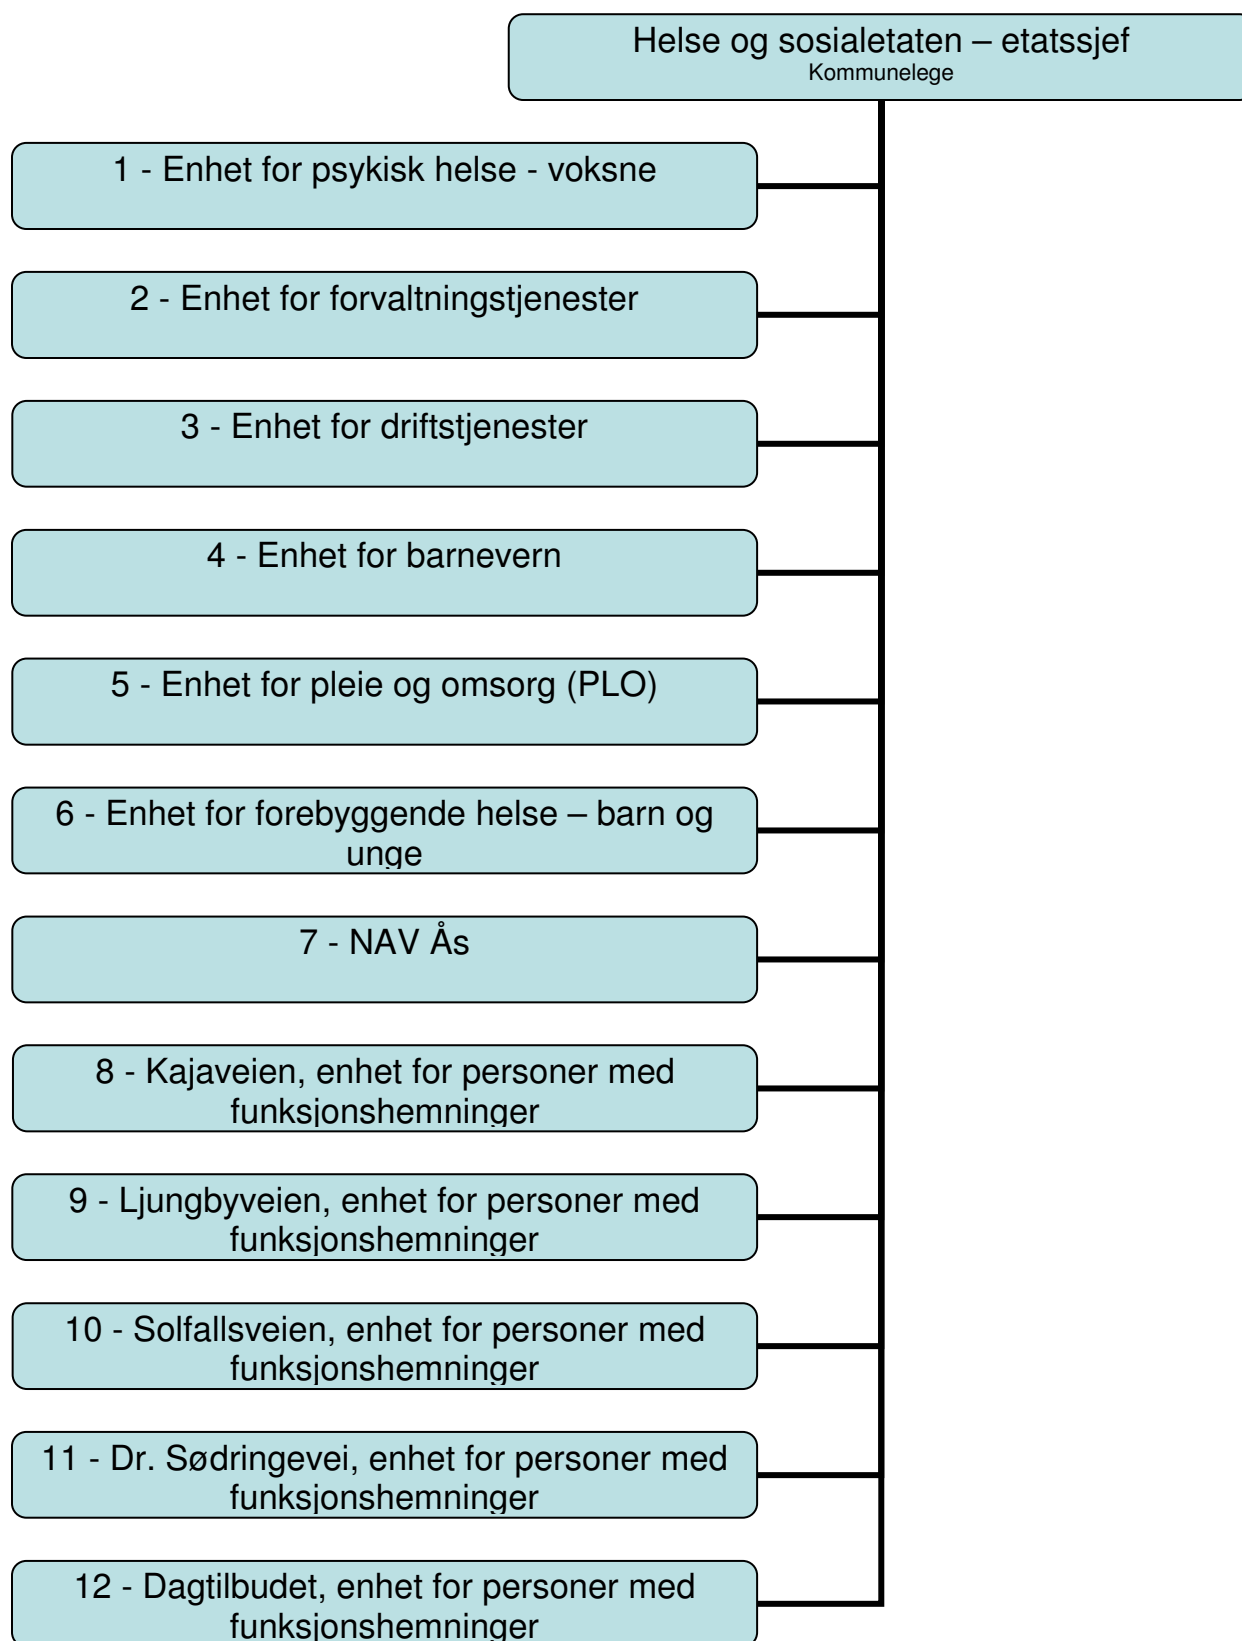 Helse og sosialetaten – etatssjef
Kommunelege
1 - Enhet for psykisk helse - voksne
2 - Enhet for forvaltningstjenester
3 - Enhet for driftstjenester
4 - Enhet for barnevern
5 - Enhet for pleie og omsorg (PLO)
6 - Enhet for forebyggende helse – barn og
unge
7 - NAV Ås
8 - Kajaveien, enhet for personer med
funksjonshemninger
9 - Ljungbyveien, enhet for personer med
funksjonshemninger
10 - Solfallsveien, enhet for personer med
funksjonshemninger
11 - Dr. Sødringevei, enhet for personer med
funksjonshemninger
12 - Dagtilbudet, enhet for personer med
funksjonshemninger